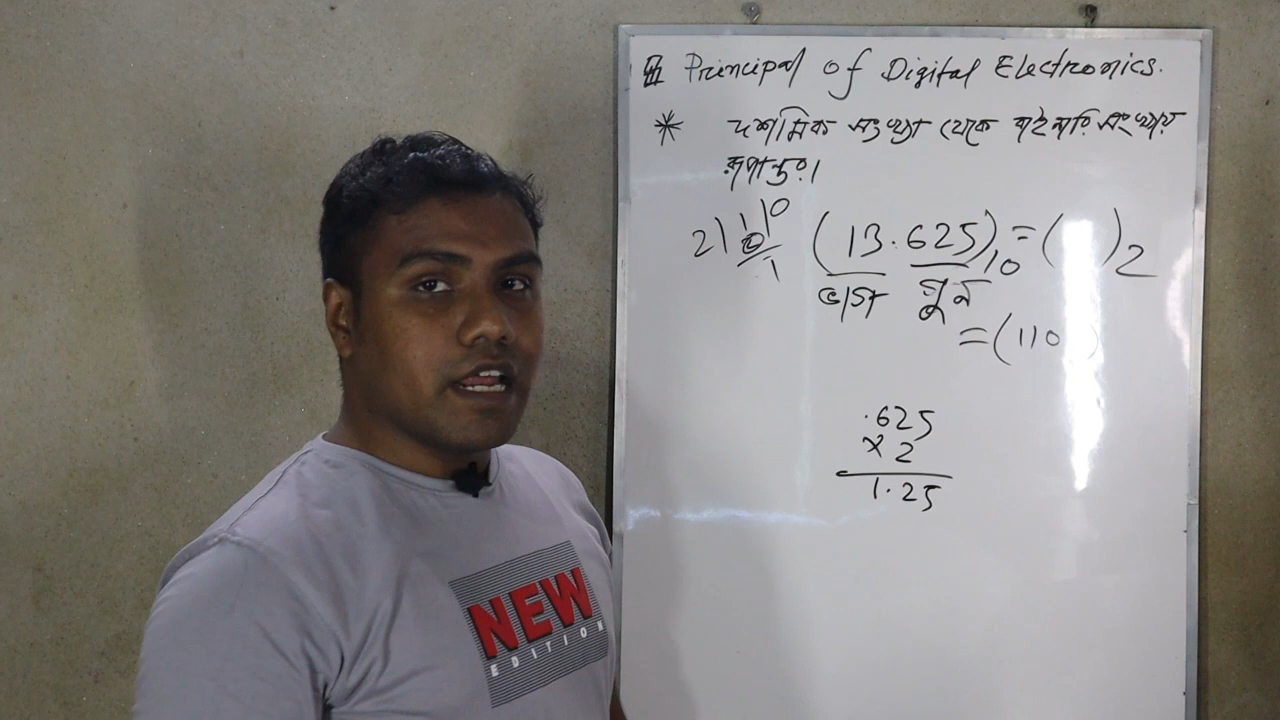 Principal of Digital Electronics.
* দশমিক সংখ্যা থেকে বাইনারি সংখ্যায়
রূপান্তর।
(13.625)10 = ( )2
ভাগ গুন
= (110 )
.625
× 2
1.25
NEW
EDITION